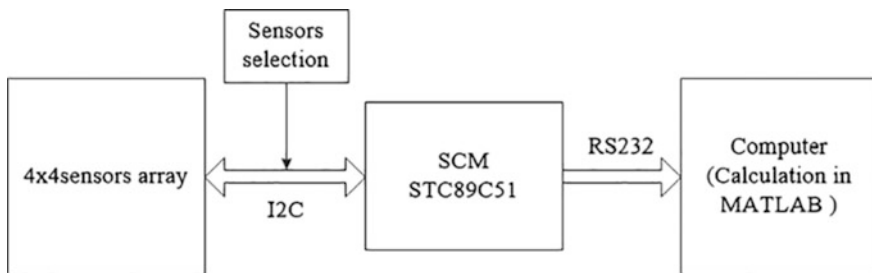 Sensors
selection
4x4sensors array
I2C
SCM
STC89C51
RS232
Computer
(Calculation in
MATLAB )